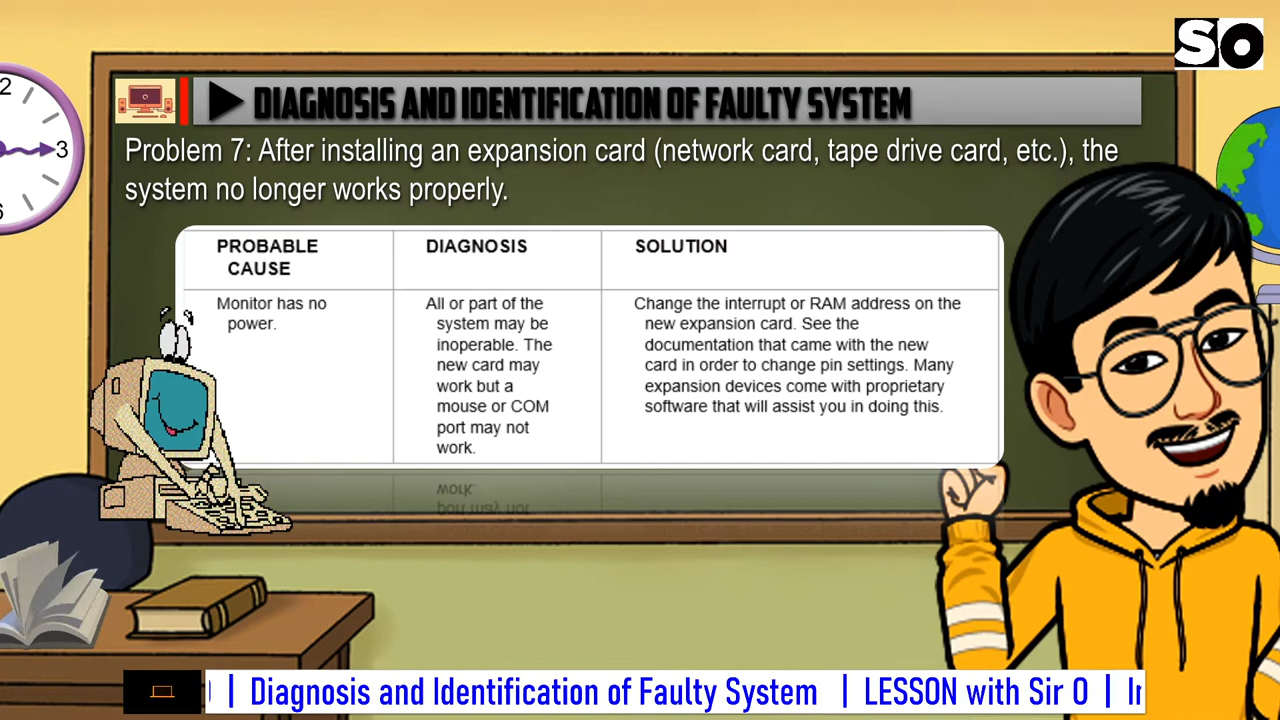 SO
DIAGNOSIS AND IDENTIFICATION OF FAULTY SYSTEM
2
3
6
Problem 7: After installing an expansion card (network card, tape drive card, etc.), the
system no longer works properly.
PROBABLE
CAUSE
DIAGNOSIS
SOLUTION
Monitor has no
power.
All or part of the
system may be
inoperable. The
new card may
work but a
mouse or COM
port may not
work.
Change the interrupt or RAM address on the
new expansion card. See the
documentation that came with the new
card in order to change pin settings. Many
expansion devices come with proprietary
software that will assist you in doing this.
| Diagnosis and Identification of Faulty System | LESSON with Sir O |